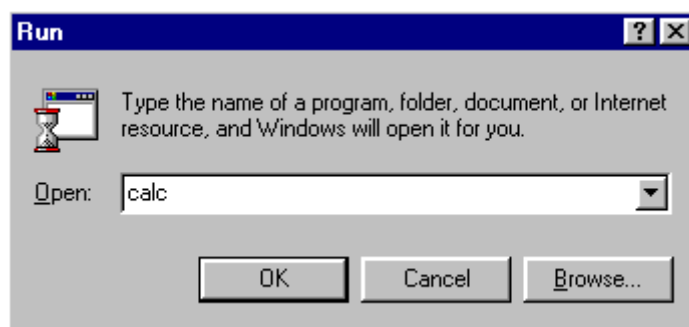 Run
Type the name of a program, folder, document, or Internet
resource, and Windows will open it for you.
Open: calc
OK Cancel Browse...